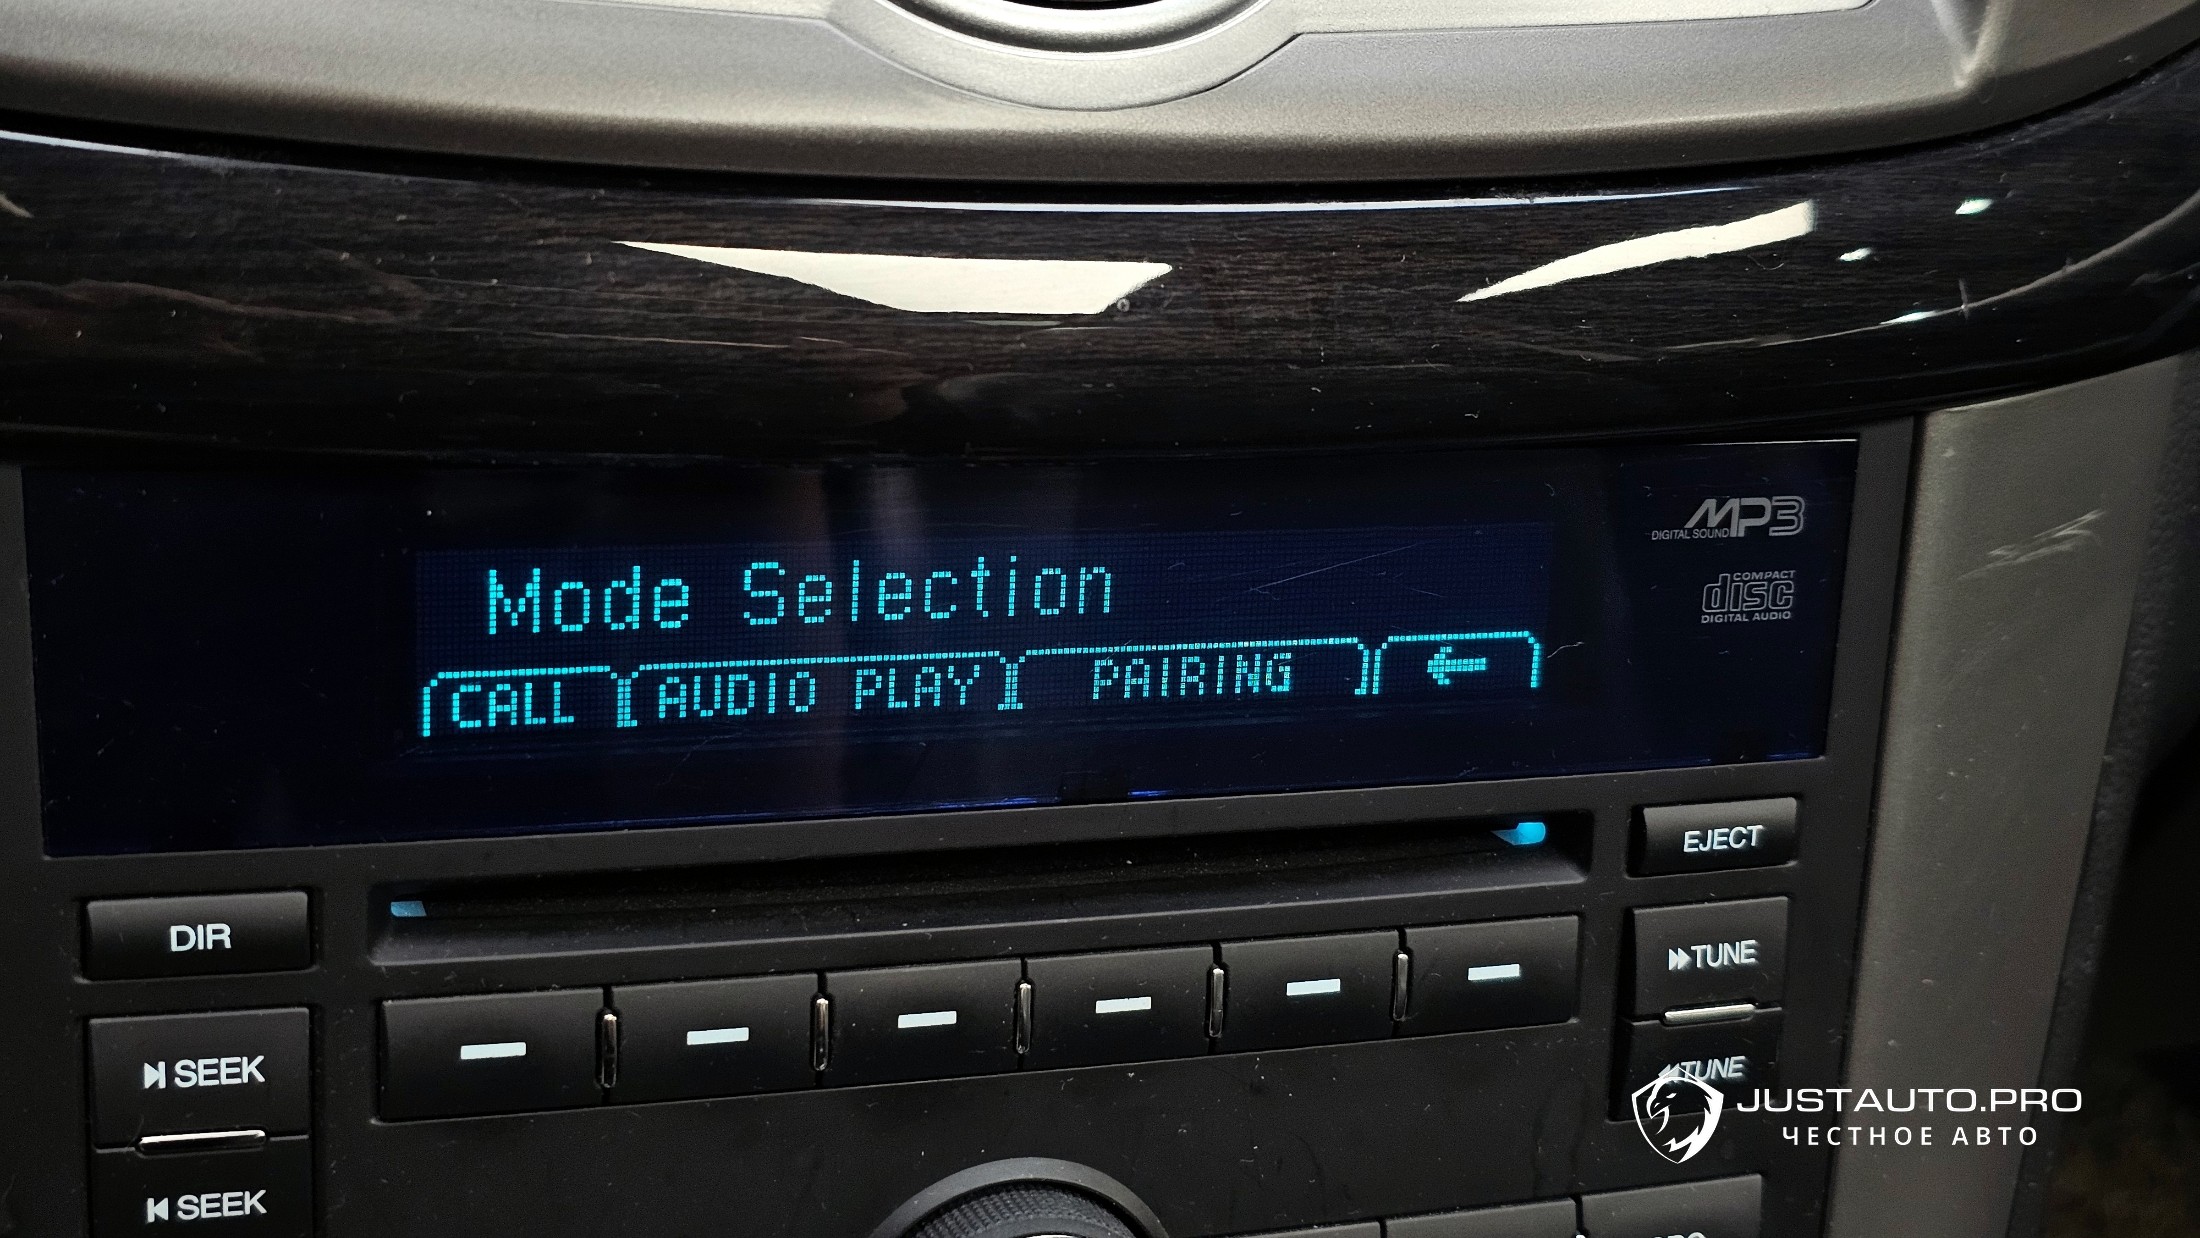 MP3
DIGITAL SOUND
COMPACT
disc
DIGITAL AUDIO
Mode Selection
CALL AUDIO PLAY PAIRING ←
EJECT
DIR
TUNE
SEEK
TUNE
JUSTAUTO.PRO
ЧЕСТНОЕ АВТО
SEEK